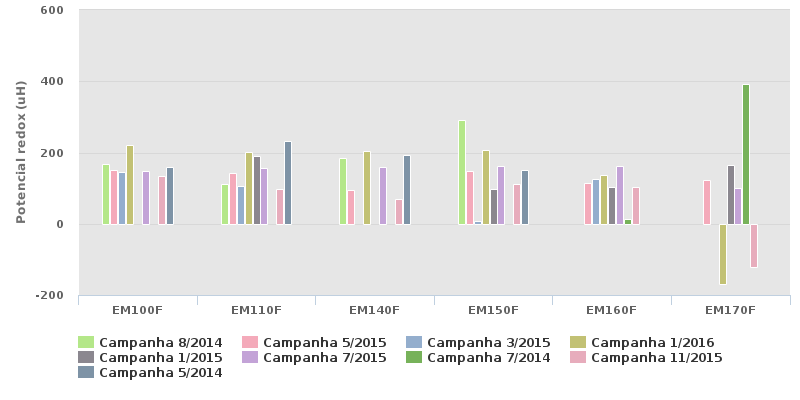 600
400
200
0
-200
Potencial redox (uH)
EM100F EM110F EM140F EM150F EM160F EM170F
Campanha 8/2014 Campanha 5/2015 Campanha 3/2015 Campanha 1/2016
Campanha 1/2015 Campanha 7/2015 Campanha 7/2014 Campanha 11/2015
Campanha 5/2014